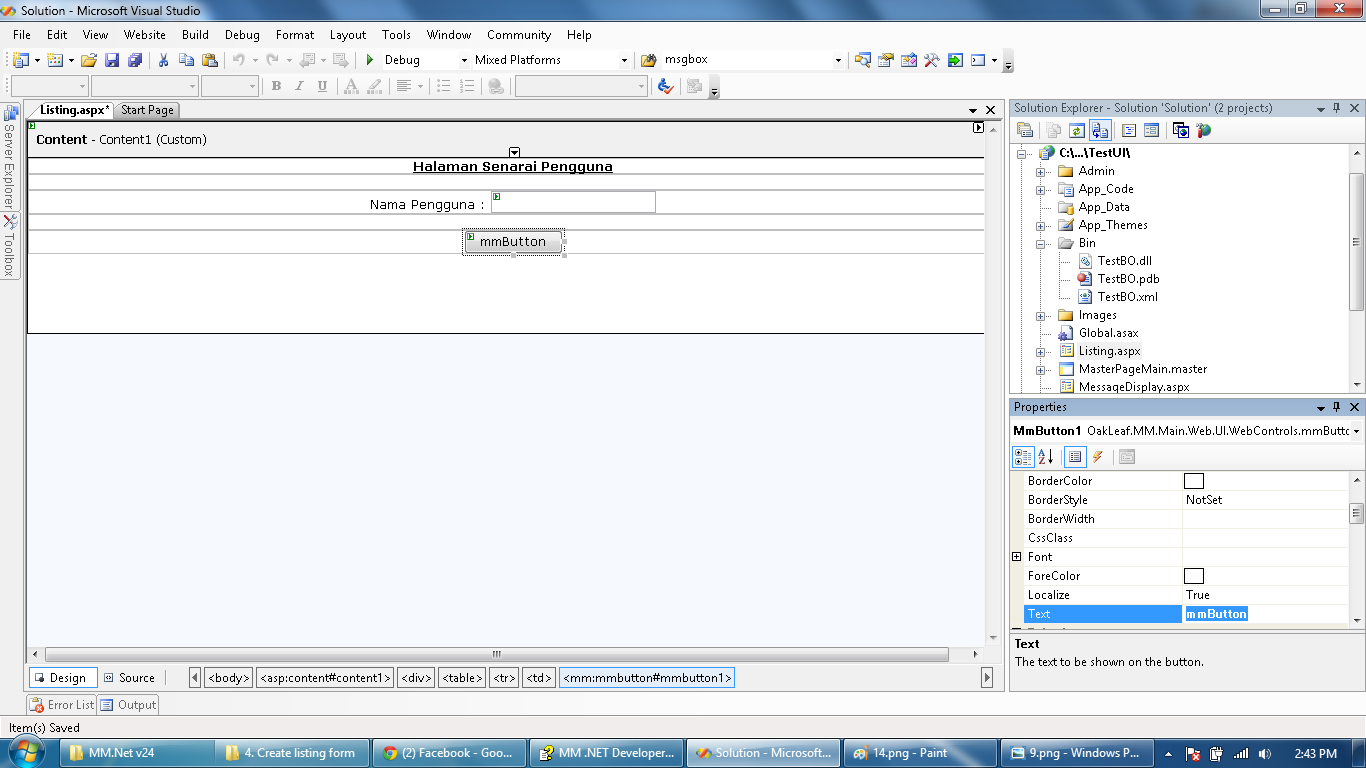 Solution - Microsoft Visual Studio
File Edit View Website Build Debug Format Layout Tools Window Community Help
Debug Mixed Platforms msgbox
B I U A
Server Explorer
Toolbox
Listing.aspx* Start Page
Content - Content1 (Custom)
Halaman Senarai Pengguna
Nama Pengguna :
mmButton
Design Source <body> <asp:content#content1> <div> <table> <tr> <td> <mm:mmbutton#mmbutton1>
Error List Output
Item(s) Saved
Solution Explorer - Solution 'Solution' (2 projects)
C:\...\TestUI\
Admin
App_Code
App_Data
App_Themes
Bin
TestBO.dll
TestBO.pdb
TestBO.xml
Images
Global.asax
Listing.aspx
MasterPageMain.master
MessageDisplay.aspx
Properties
MmButton1 OakLeaf.MM.Main.Web.UI.WebControls.mmButto
BorderColor
BorderStyle NotSet
BorderWidth
CssClass
Font
ForeColor
Localize True
Text mmButton
Text
The text to be shown on the button.
MM.Net v24 4. Create listing form (2) Facebook - Goo... MM .NET Developer... Solution - Microsoft... 14.png - Paint 9.png - Windows P... 2:43 PM